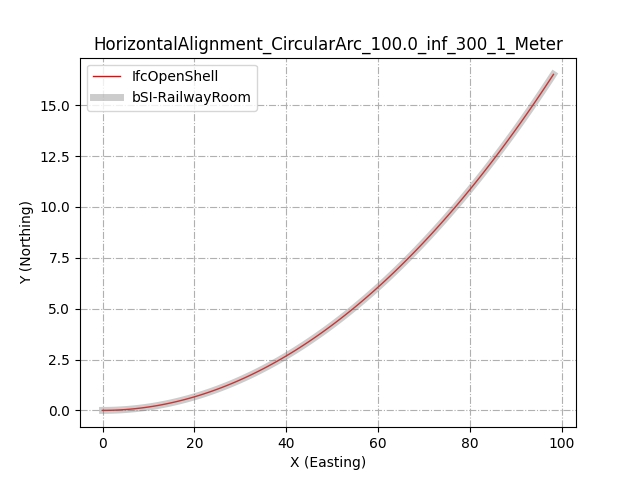 HorizontalAlignment_CircularArc_100.0_inf_300_1_Meter
IfcOpenShell
bSI-RailwayRoom
Y (Northing)
15.0
12.5
10.0
7.5
5.0
2.5
0.0
0 20 40 60 80 100
X (Easting)